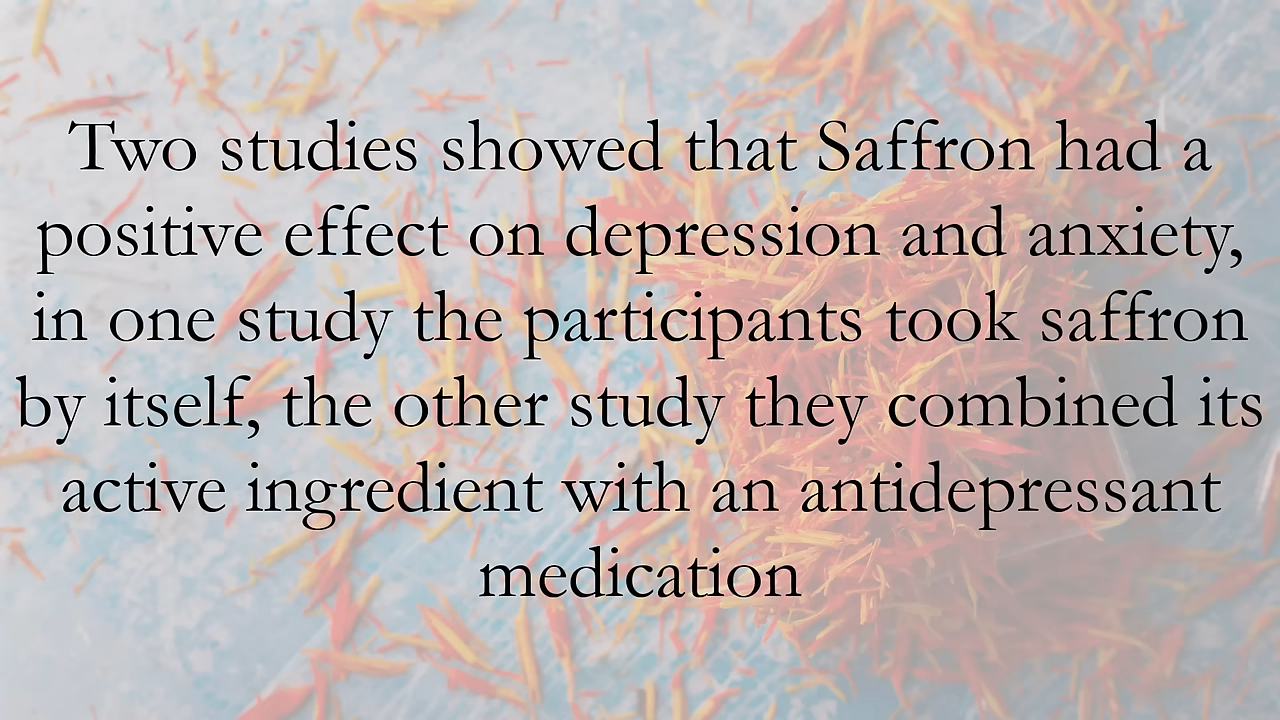 Two studies showed that Saffron had a
positive effect on depression and anxiety,
in one study the participants took saffron
by itself, the other study they combined its
active ingredient with an antidepressant
medication